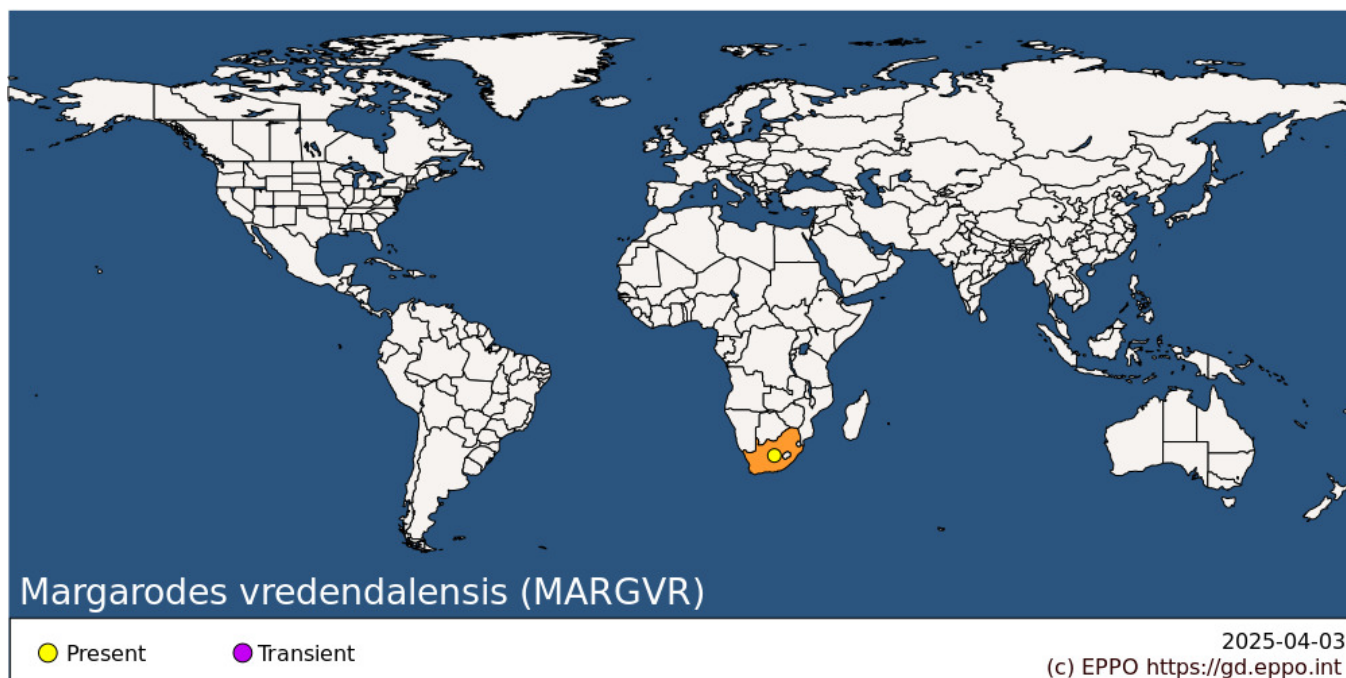 Margarodes vredendalensis (MARGVR)
Present
Transient
2025-04-03
(c) EPPO https://gd.eppo.int